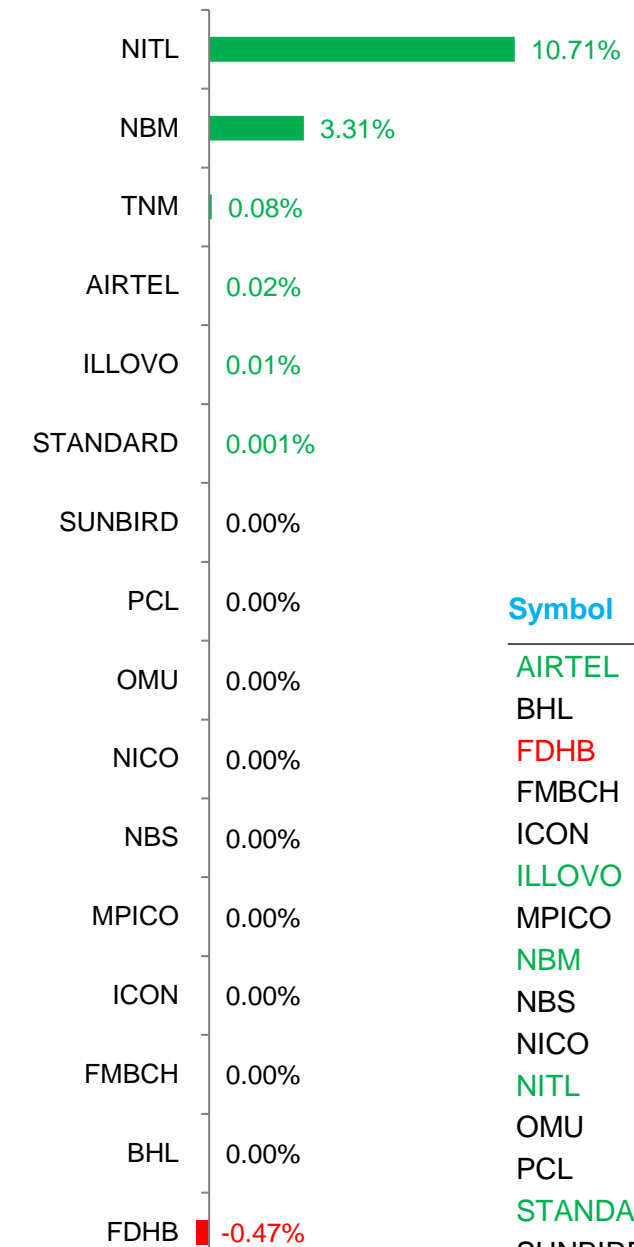 NITL 10.71%
NBM 3.31%
TNM 0.08%
AIRTEL 0.02%
ILLOVO 0.01%
STANDARD 0.001%
SUNBIRD 0.00%
PCL 0.00%
OMU 0.00%
NICO 0.00%
NBS 0.00%
MPICO 0.00%
ICON 0.00%
FMBCH 0.00%
BHL 0.00%
FDHB -0.47%
Symbol
AIRTEL
BHL
FDHB
FMBCH
ICON
ILLOVO
MPICO
NBM
NBS
NICO
NITL
OMU
PCL
STANDA